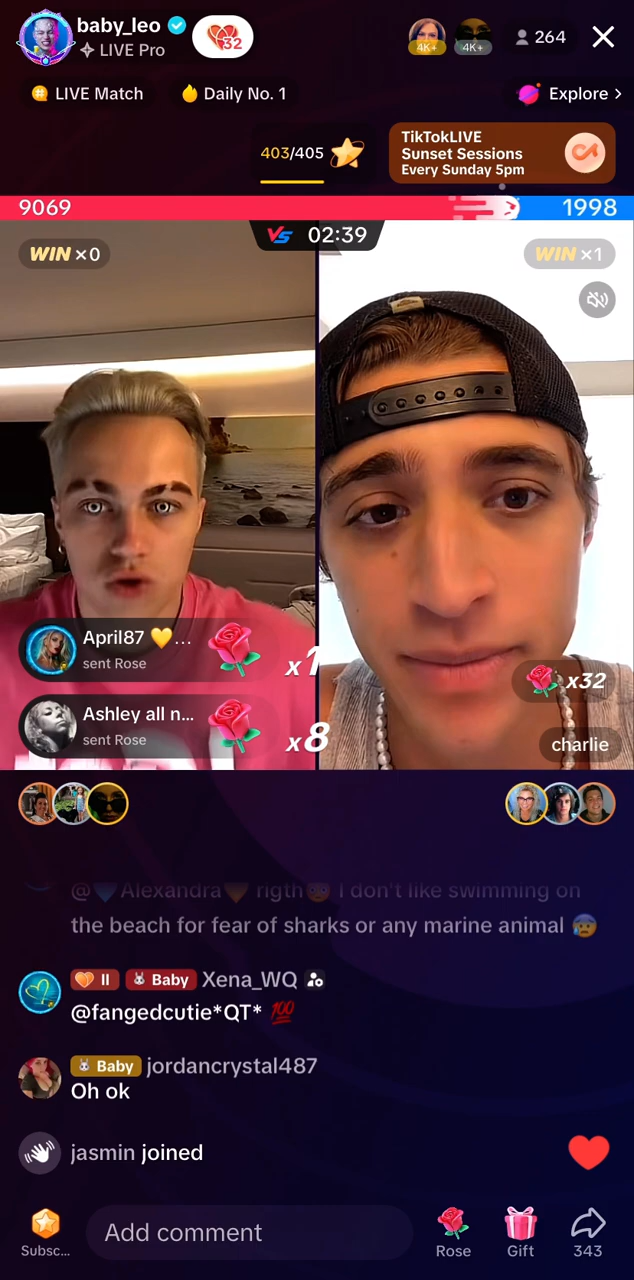 baby_leo
LIVE Pro
32
4K+
4K+
264
LIVE Match
Daily No. 1
Explore >
403/405
TikTokLIVE
Sunset Sessions
Every Sunday 5pm
9069
1998
VS 02:39
WIN ×0
WIN ×1
April87 💛...
sent Rose
x1
x32
Ashley all n...
sent Rose
x8
charlie
@💙Alexandra🧡 rigth😳 I don't like swimming on
the beach for fear of sharks or any marine animal 😰
II Baby Xena_WQ
@fangedcutie*QT* 💯
Baby jordancrystal487
Oh ok
jasmin joined
Add comment
Subsc...
Rose
Gift
343